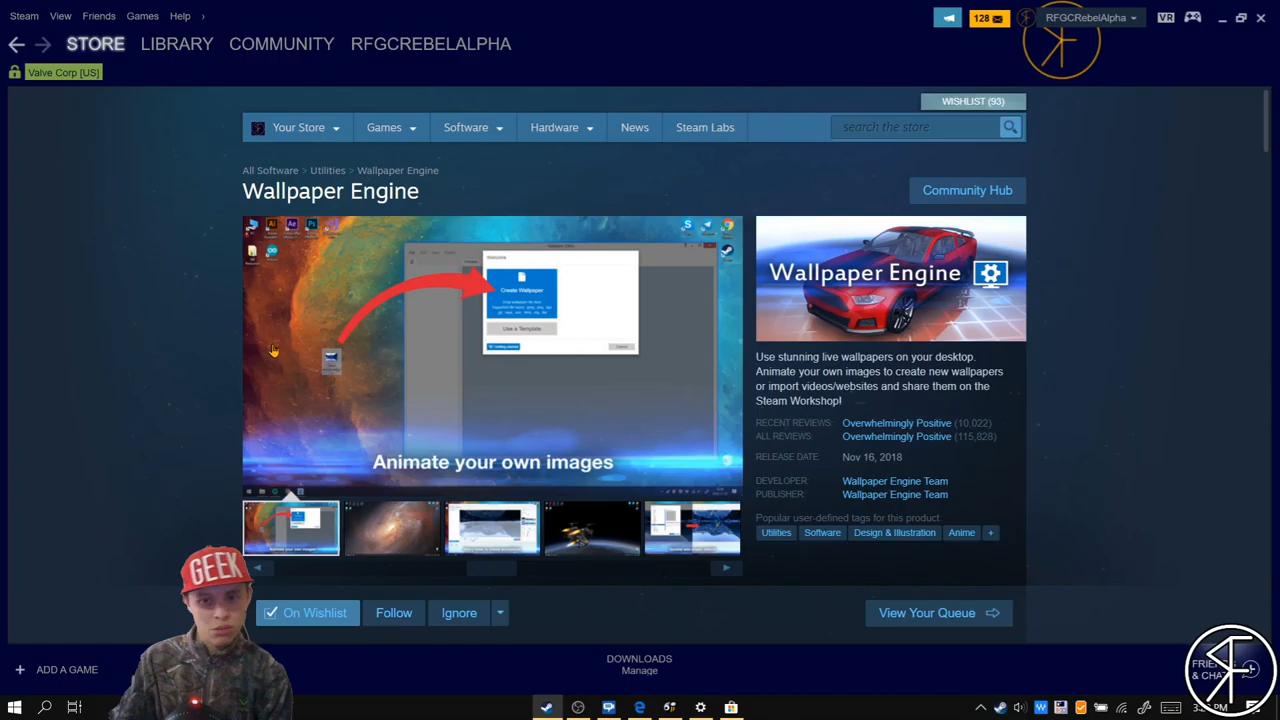 Steam View Friends Games Help
128 RFGCRebelAlpha VR
STORE LIBRARY COMMUNITY RFGCREBELALPHA
Valve Corp [US]
WISHLIST (93)
Your Store Games Software Hardware News Steam Labs search the store
All Software > Utilities > Wallpaper Engine
Wallpaper Engine
Community Hub
Welcome
Create Wallpaper
Use a Template
Animate your own images
Wallpaper Engine
Use stunning live wallpapers on your desktop.
Animate your own images to create new wallpapers
or import videos/websites and share them on the
Steam Workshop!
RECENT REVIEWS: Overwhelmingly Positive (10,022)
ALL REVIEWS: Overwhelmingly Positive (115,828)
RELEASE DATE: Nov 16, 2018
DEVELOPER: Wallpaper Engine Team
PUBLISHER: Wallpaper Engine Team
Popular user-defined tags for this product:
Utilities Software Design & Illustration Anime +
GEEK
On Wishlist Follow Ignore View Your Queue
+ ADD A GAME
DOWNLOADS
Manage
& CHAT